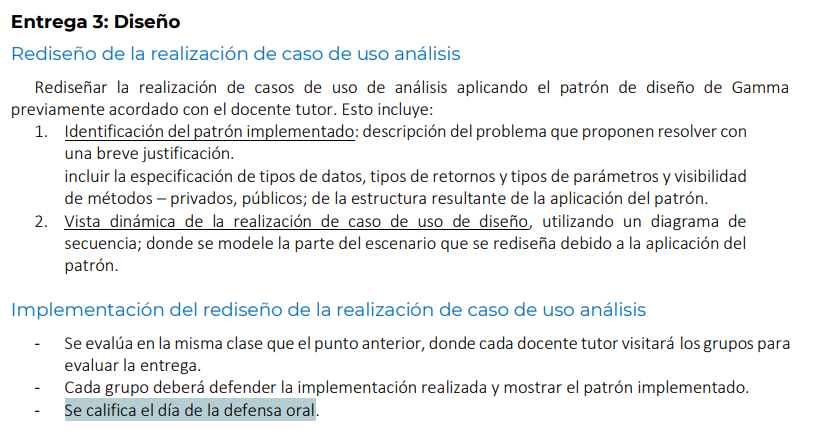 Entrega 3: Diseño
Rediseño de la realización de caso de uso análisis
Rediseñar la realización de casos de uso de análisis aplicando el patrón de diseño de Gamma
previamente acordado con el docente tutor. Esto incluye:
1. Identificación del patrón implementado: descripción del problema que proponen resolver con
una breve justificación.
incluir la especificación de tipos de datos, tipos de retornos y tipos de parámetros y visibilidad
de métodos – privados, públicos; de la estructura resultante de la aplicación del patrón.
2. Vista dinámica de la realización de caso de uso de diseño, utilizando un diagrama de
secuencia; donde se modele la parte del escenario que se rediseña debido a la aplicación del
patrón.
Implementación del rediseño de la realización de caso de uso análisis
- Se evalúa en la misma clase que el punto anterior, donde cada docente tutor visitará los grupos para
evaluar la entrega.
- Cada grupo deberá defender la implementación realizada y mostrar el patrón implementado.
- Se califica el día de la defensa oral.